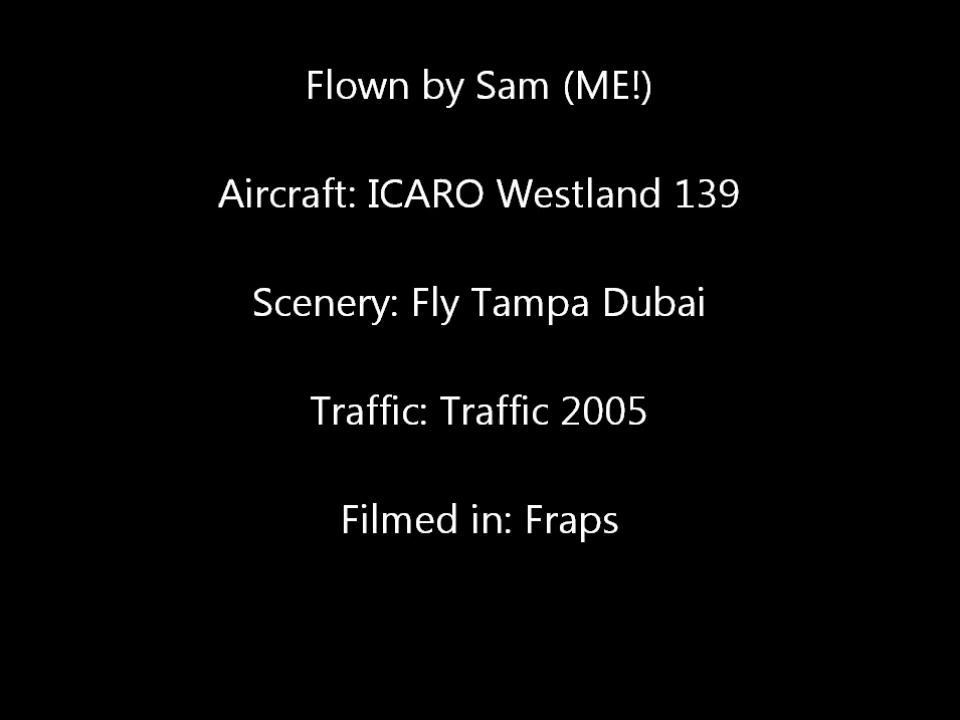 Flown by Sam (ME!)
Aircraft: ICARO Westland 139
Scenery: Fly Tampa Dubai
Traffic: Traffic 2005
Filmed in: Fraps